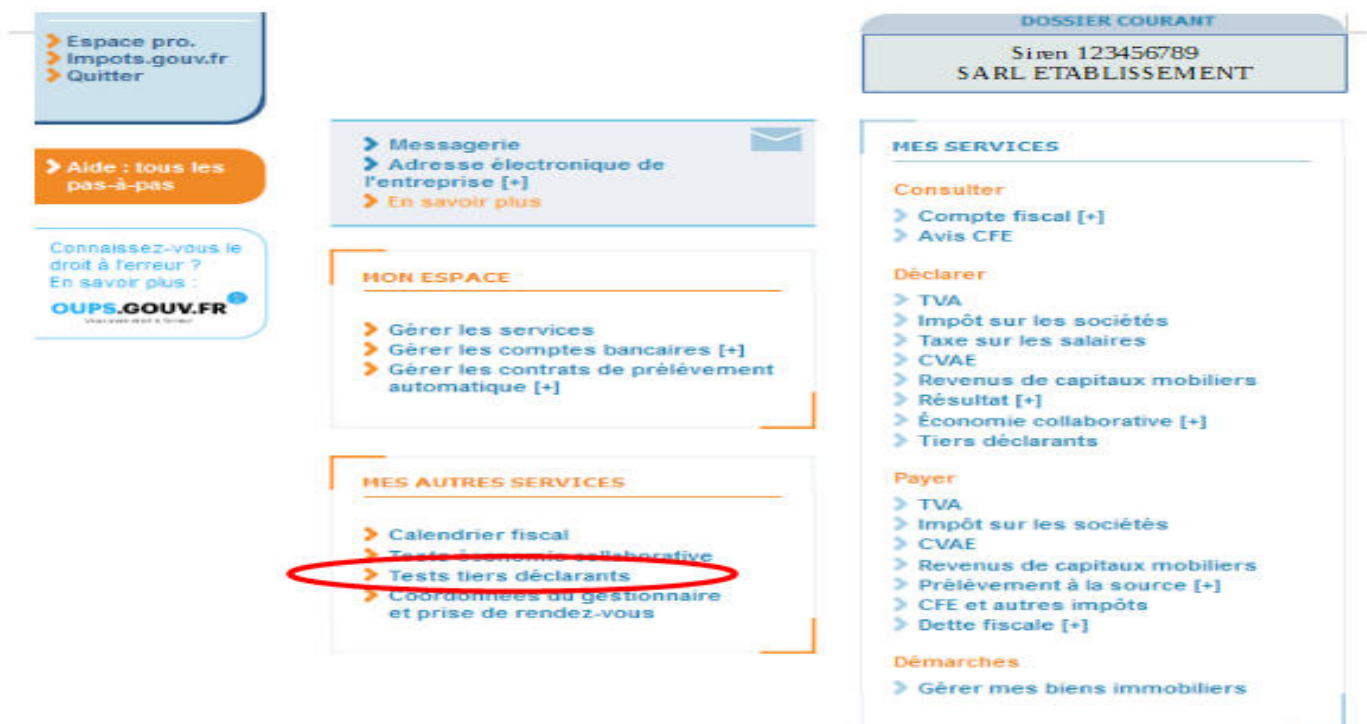 Espace pro.
Impots.gouv.fr
Quitter
Aide : tous les
pas-à-pas
Connaissez-vous le
droit à l'erreur ?
En savoir plus :
OUPS.GOUV.FR
Messagerie
Adresse électronique de
l'entreprise [+]
En savoir plus
MON ESPACE
Gérer les services
Gérer les comptes bancaires [+]
Gérer les contrats de prélèvement
automatique [+]
MES AUTRES SERVICES
Calendrier fiscal
Tests économie collaborative
Tests tiers déclarants
Coordonnées du gestionnaire
et prise de rendez-vous
DOSSIER COURANT
Siren 123456789
SARL ETABLISSEMENT
MES SERVICES
Consulter
Compte fiscal [+]
Avis CFE
Déclarer
TVA
Impôt sur les sociétés
Taxe sur les salaires
CVAE
Revenus de capitaux mobiliers
Résultat [+]
Économie collaborative [+]
Tiers déclarants
Payer
TVA
Impôt sur les sociétés
CVAE
Revenus de capitaux mobiliers
Prélèvement à la source [+]
CFE et autres impôts
Dette fiscale [+]
Démarches
Gérer mes biens immobiliers